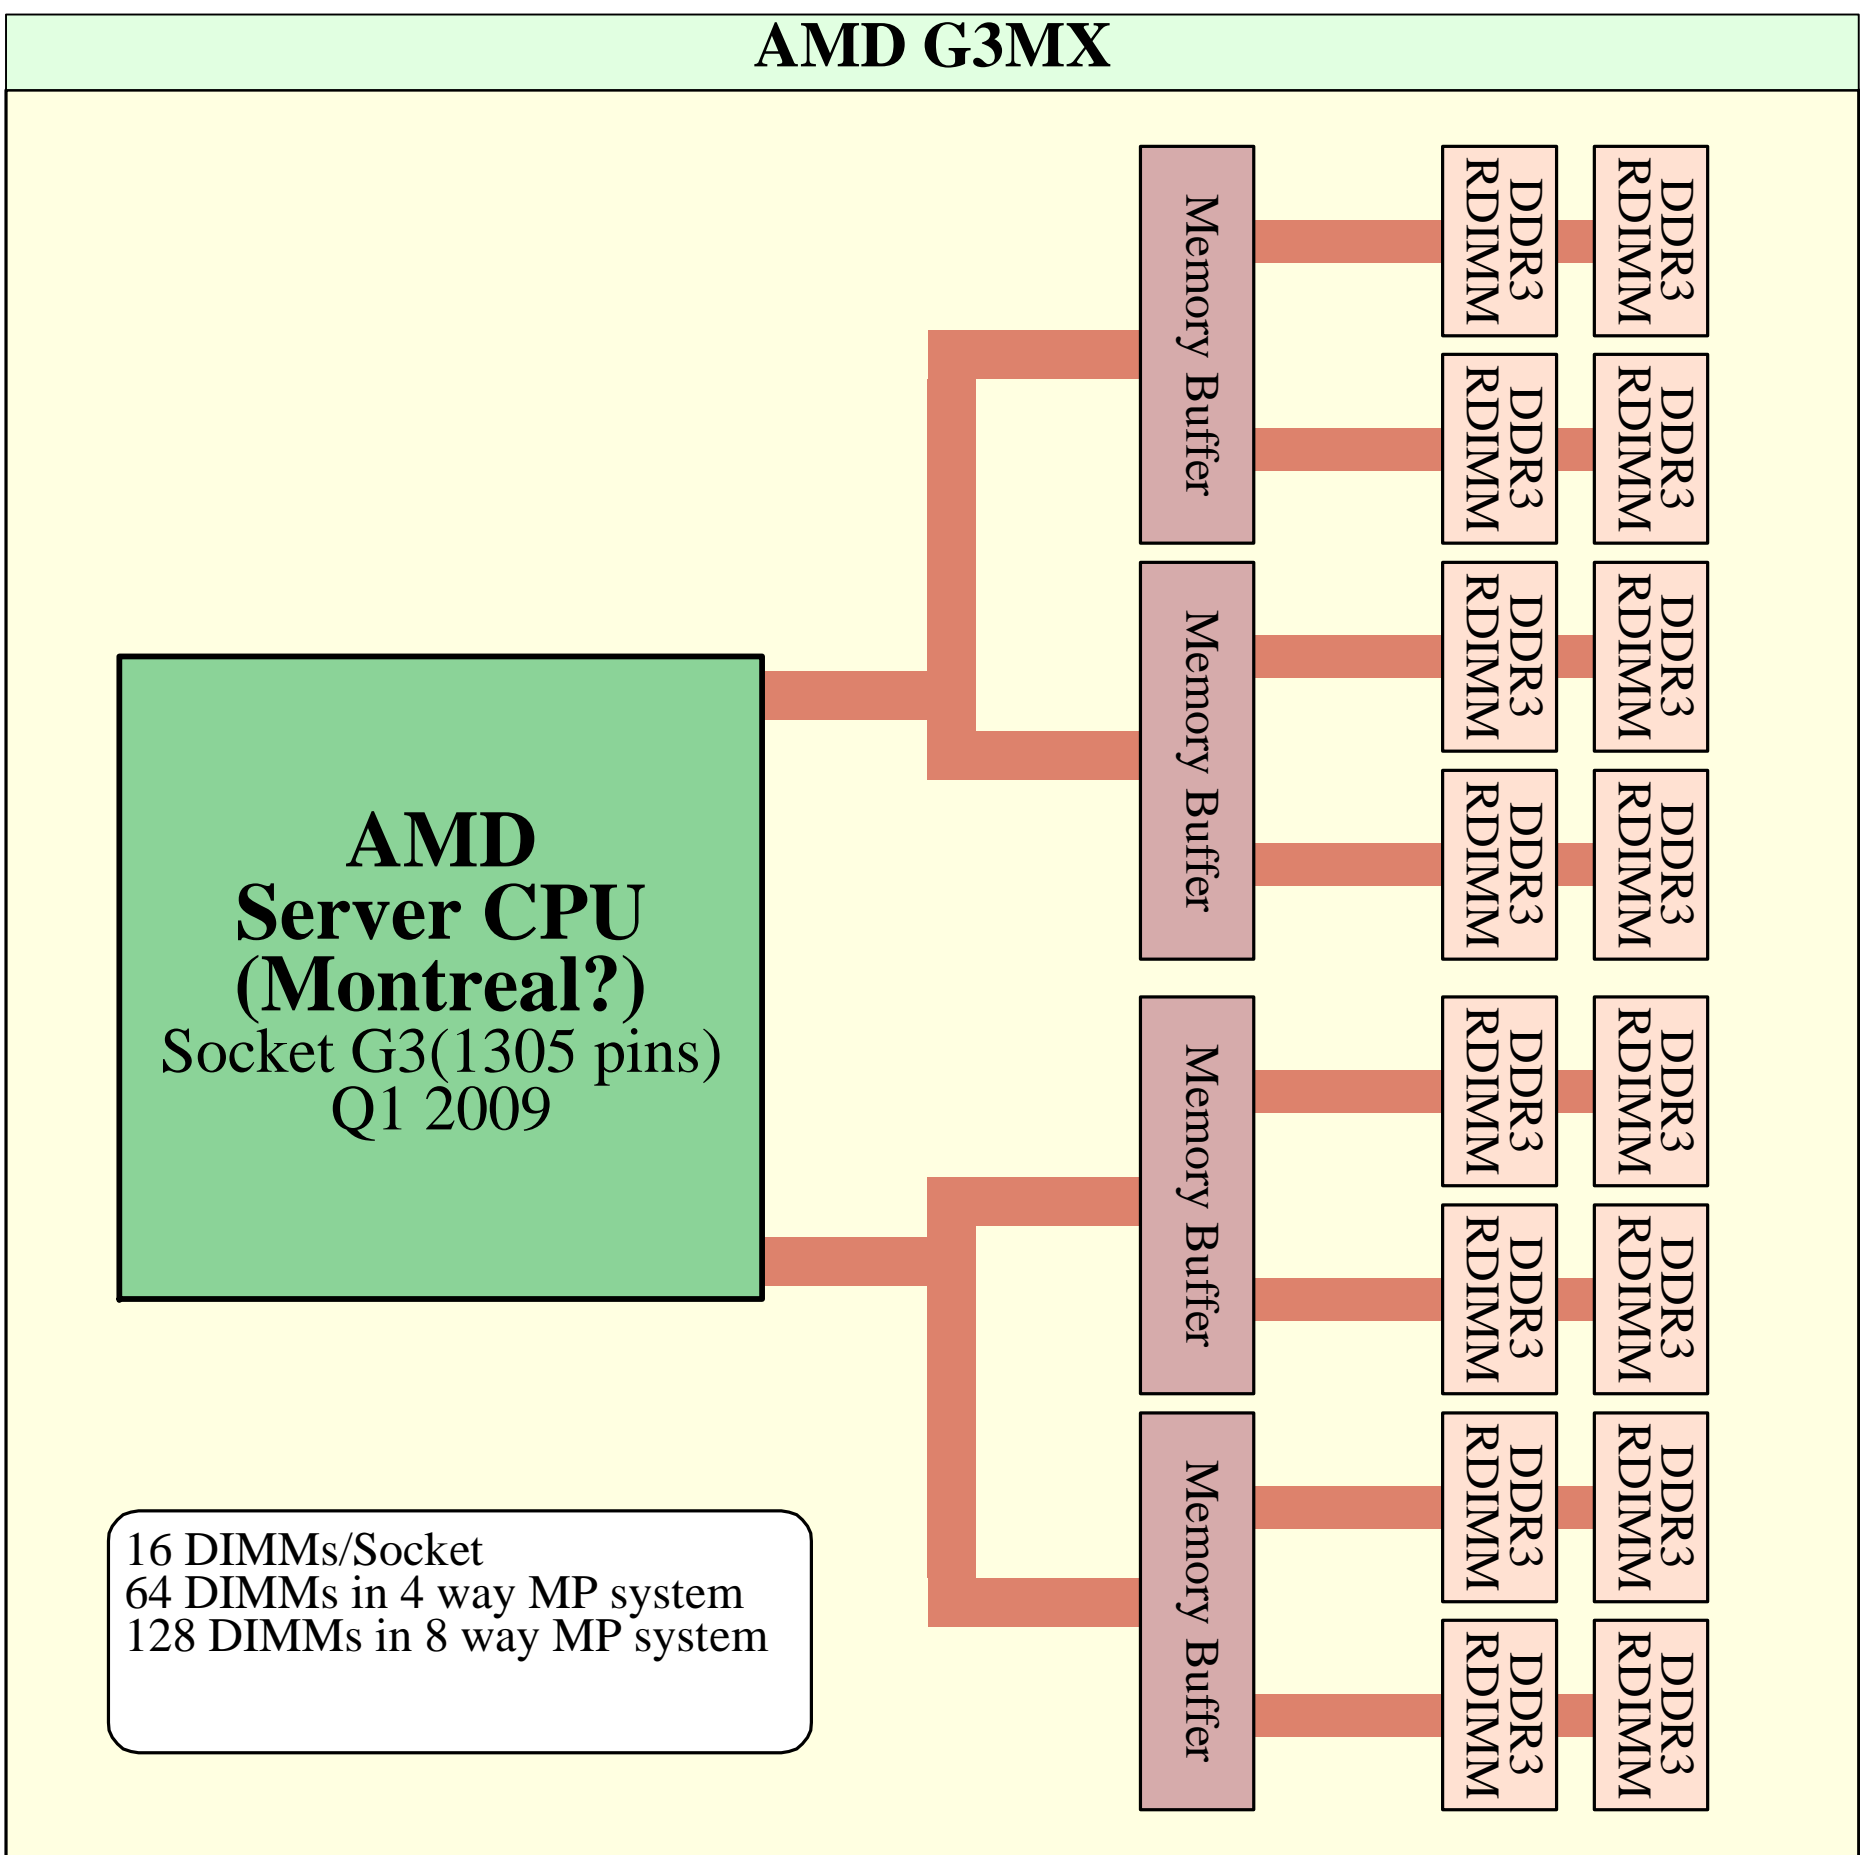 AMD G3MX
AMD
Server CPU
(Montreal?)
Socket G3(1305 pins)
Q1 2009
16 DIMMs/Socket
64 DIMMs in 4 way MP system
128 DIMMs in 8 way MP system
Memory Buffer
DDR3
RDIMM
DDR3
RDIMM
DDR3
RDIMM
DDR3
RDIMM
Memory Buffer
DDR3
RDIMM
DDR3
RDIMM
DDR3
RDIMM
DDR3
RDIMM
Memory Buffer
DDR3
RDIMM
DDR3
RDIMM
DDR3
RDIMM
DDR3
RDIMM
Memory Buffer
DDR3
RDIMM
DDR3
RDIMM
DDR3
RDIMM
DDR3
RDIMM